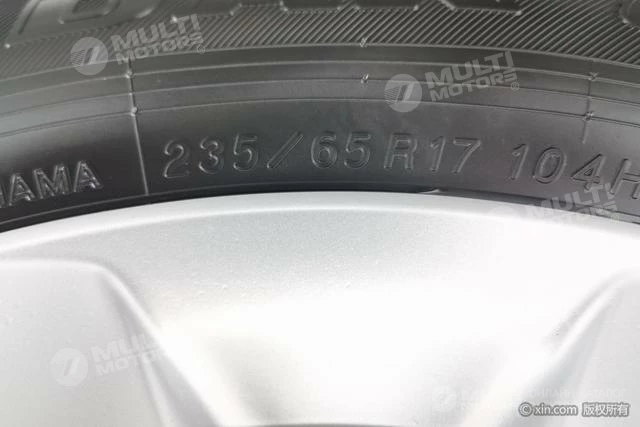 MULTI
MOTORS
MULTI
MOTORS
AMA 235/65R17 104H
MULTI
MOTORS
MULTI
MOTORS
© xin.com 版权所有